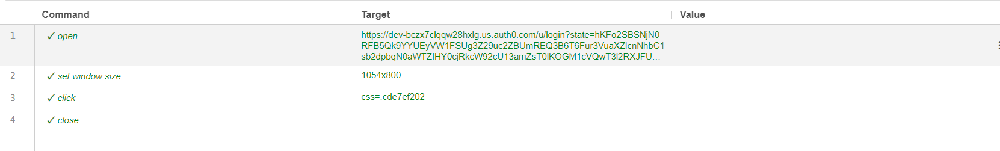 Command Target Value
1 ✓ open https://dev-bczx7clqqw28hxlg.us.auth0.com/u/login?state=hKFo2SBSNjN0
RFB5Qk9YYUEyVW1FSUg3Z29uc2ZBUmREQ3B6T6Fur3VuaXZlcnNhbC1
sb2dpbqN0aWTZIHY0cjRkcW92cU13amZsT0lKOGM1cVQwT3l2RXJFU...
2 ✓ set window size 1054x800
3 ✓ click css=.cde7ef202
4 ✓ close